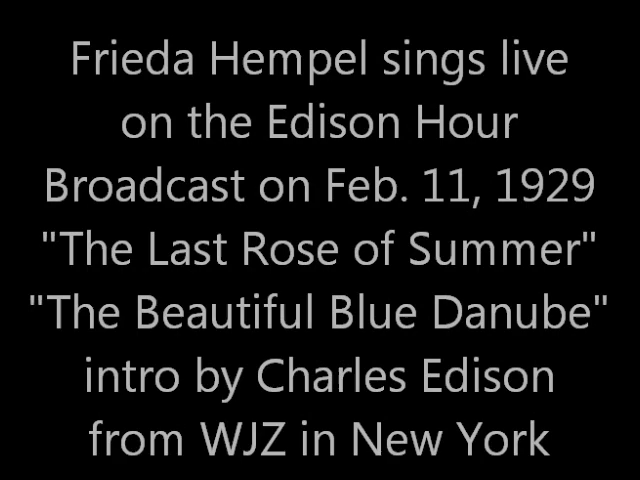 Frieda Hempel sings live
on the Edison Hour
Broadcast on Feb. 11, 1929
"The Last Rose of Summer"
"The Beautiful Blue Danube"
intro by Charles Edison
from WJZ in New York